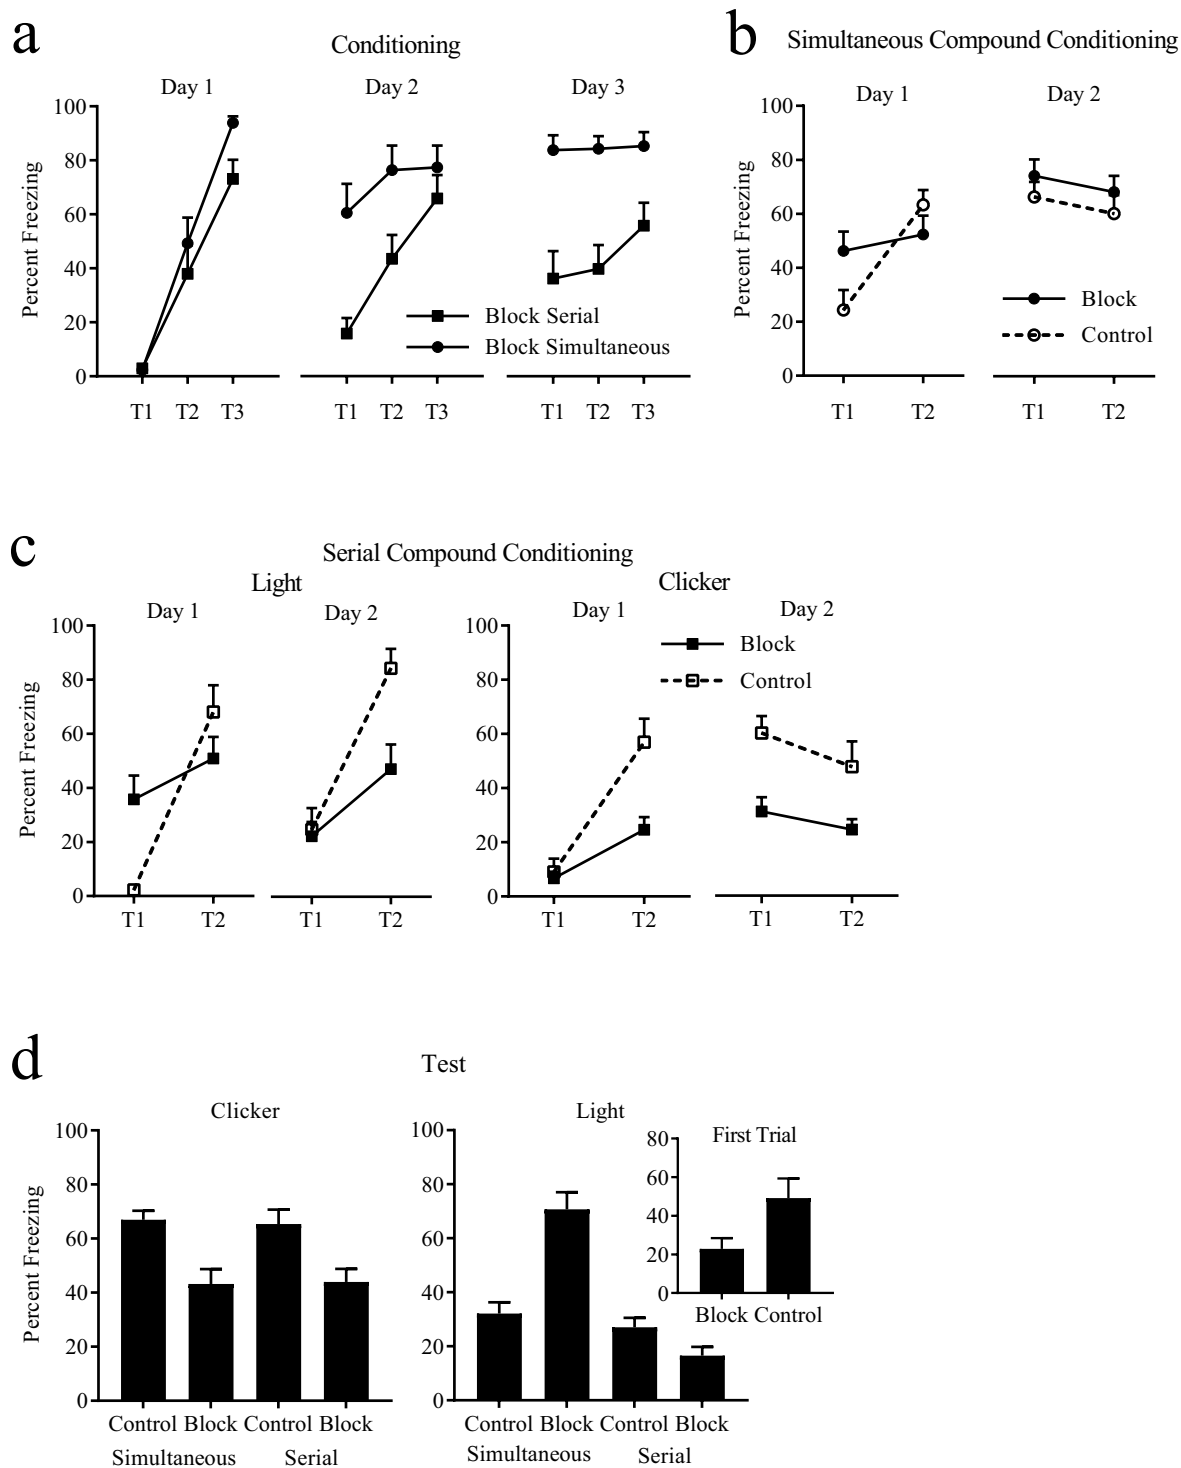 a
Conditioning
Day 1
Day 2
Day 3
Percent Freezing
100
80
60
40
20
0
T1 T2 T3
T1 T2 T3
T1 T2 T3
Block Serial
Block Simultaneous
b
Simultaneous Compound Conditioning
Day 1
Day 2
Percent Freezing
100
80
60
40
20
0
T1 T2
T1 T2
Block
Control
c
Serial Compound Conditioning
Light
Day 1
Day 2
Percent Freezing
100
80
60
40
20
0
T1 T2
T1 T2
Clicker
Day 1
Day 2
100
80
60
40
20
0
T1 T2
T1 T2
Block
Control
d
Test
Clicker
Percent Freezing
100
80
60
40
20
0
Control Block Control Block
Simultaneous Serial
Light
100
80
60
40
20
0
Control Block Control Block
Simultaneous Serial
First Trial
80
60
40
20
0
Block Control